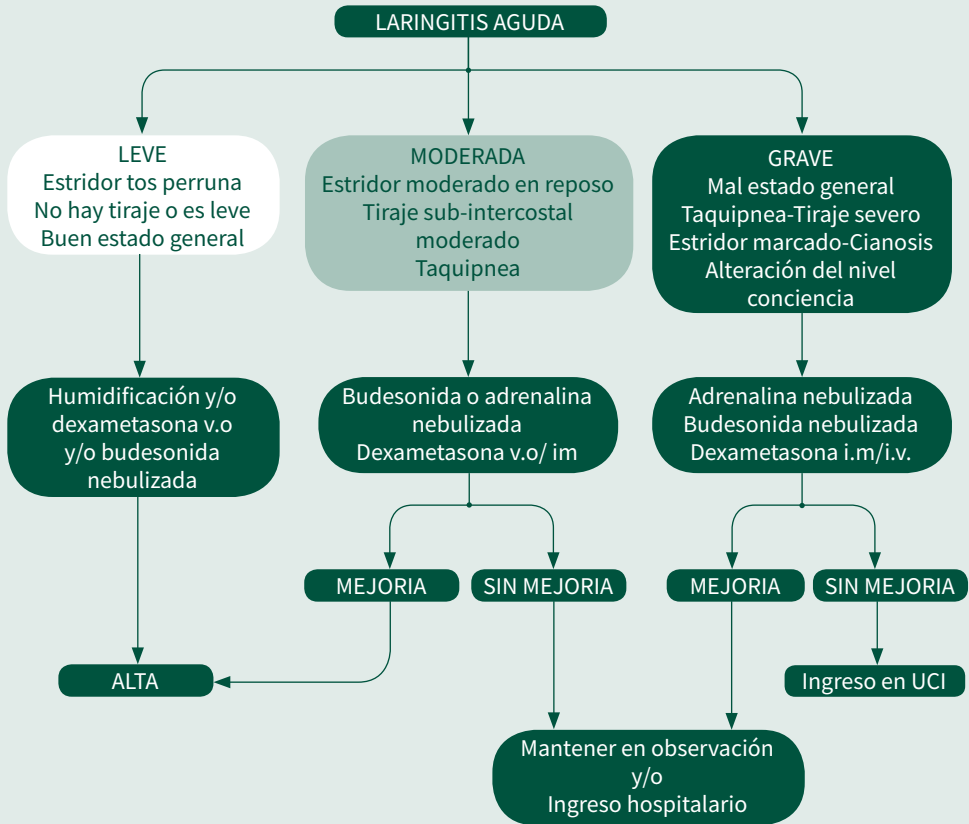 LARINGITIS AGUDA
LEVE
Estridor tos perruna
No hay tiraje o es leve
Buen estado general
MODERADA
Estridor moderado en reposo
Tiraje sub-intercostal
moderado
Taquipnea
GRAVE
Mal estado general
Taquipnea-Tiraje severo
Estridor marcado-Cianosis
Alteración del nivel
conciencia
Humidificación y/o
dexametasona v.o
y/o budesonida
nebulizada
Budesonida o adrenalina
nebulizada
Dexametasona v.o/ im
Adrenalina nebulizada
Budesonida nebulizada
Dexametasona i.m/i.v.
MEJORIA
SIN MEJORIA
MEJORIA
SIN MEJORIA
ALTA
Ingreso en UCI
Mantener en observación
y/o
Ingreso hospitalario